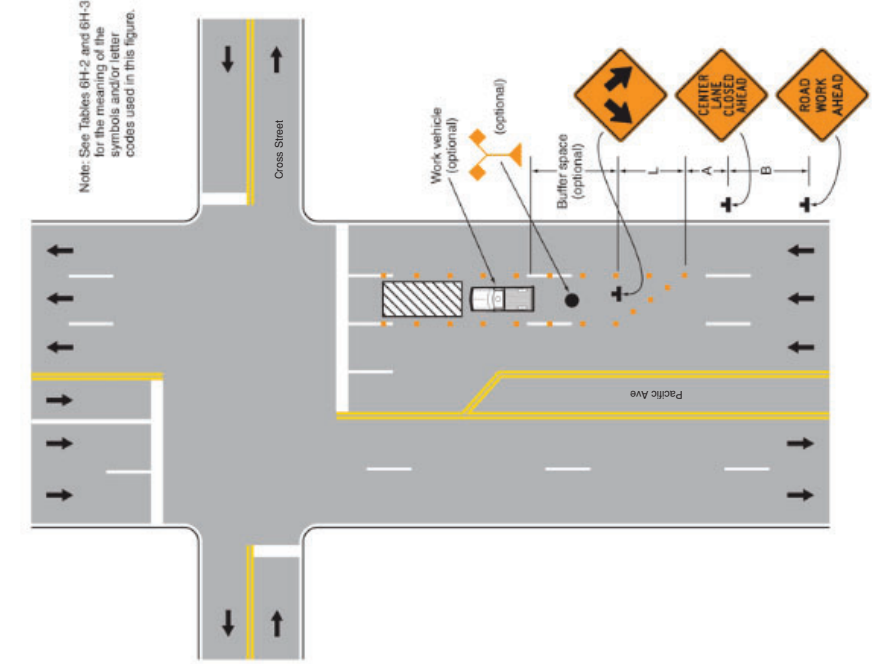 Note: See Tables 6H-2 and 6H-3
for the meaning of the
symbols and/or letter
codes used in this figure.
Cross Street
Work vehicle
(optional)
(optional)
Buffer space
(optional)
L
A
B
CENTER
LANE
CLOSED
AHEAD
ROAD
WORK
AHEAD
Pacific Ave